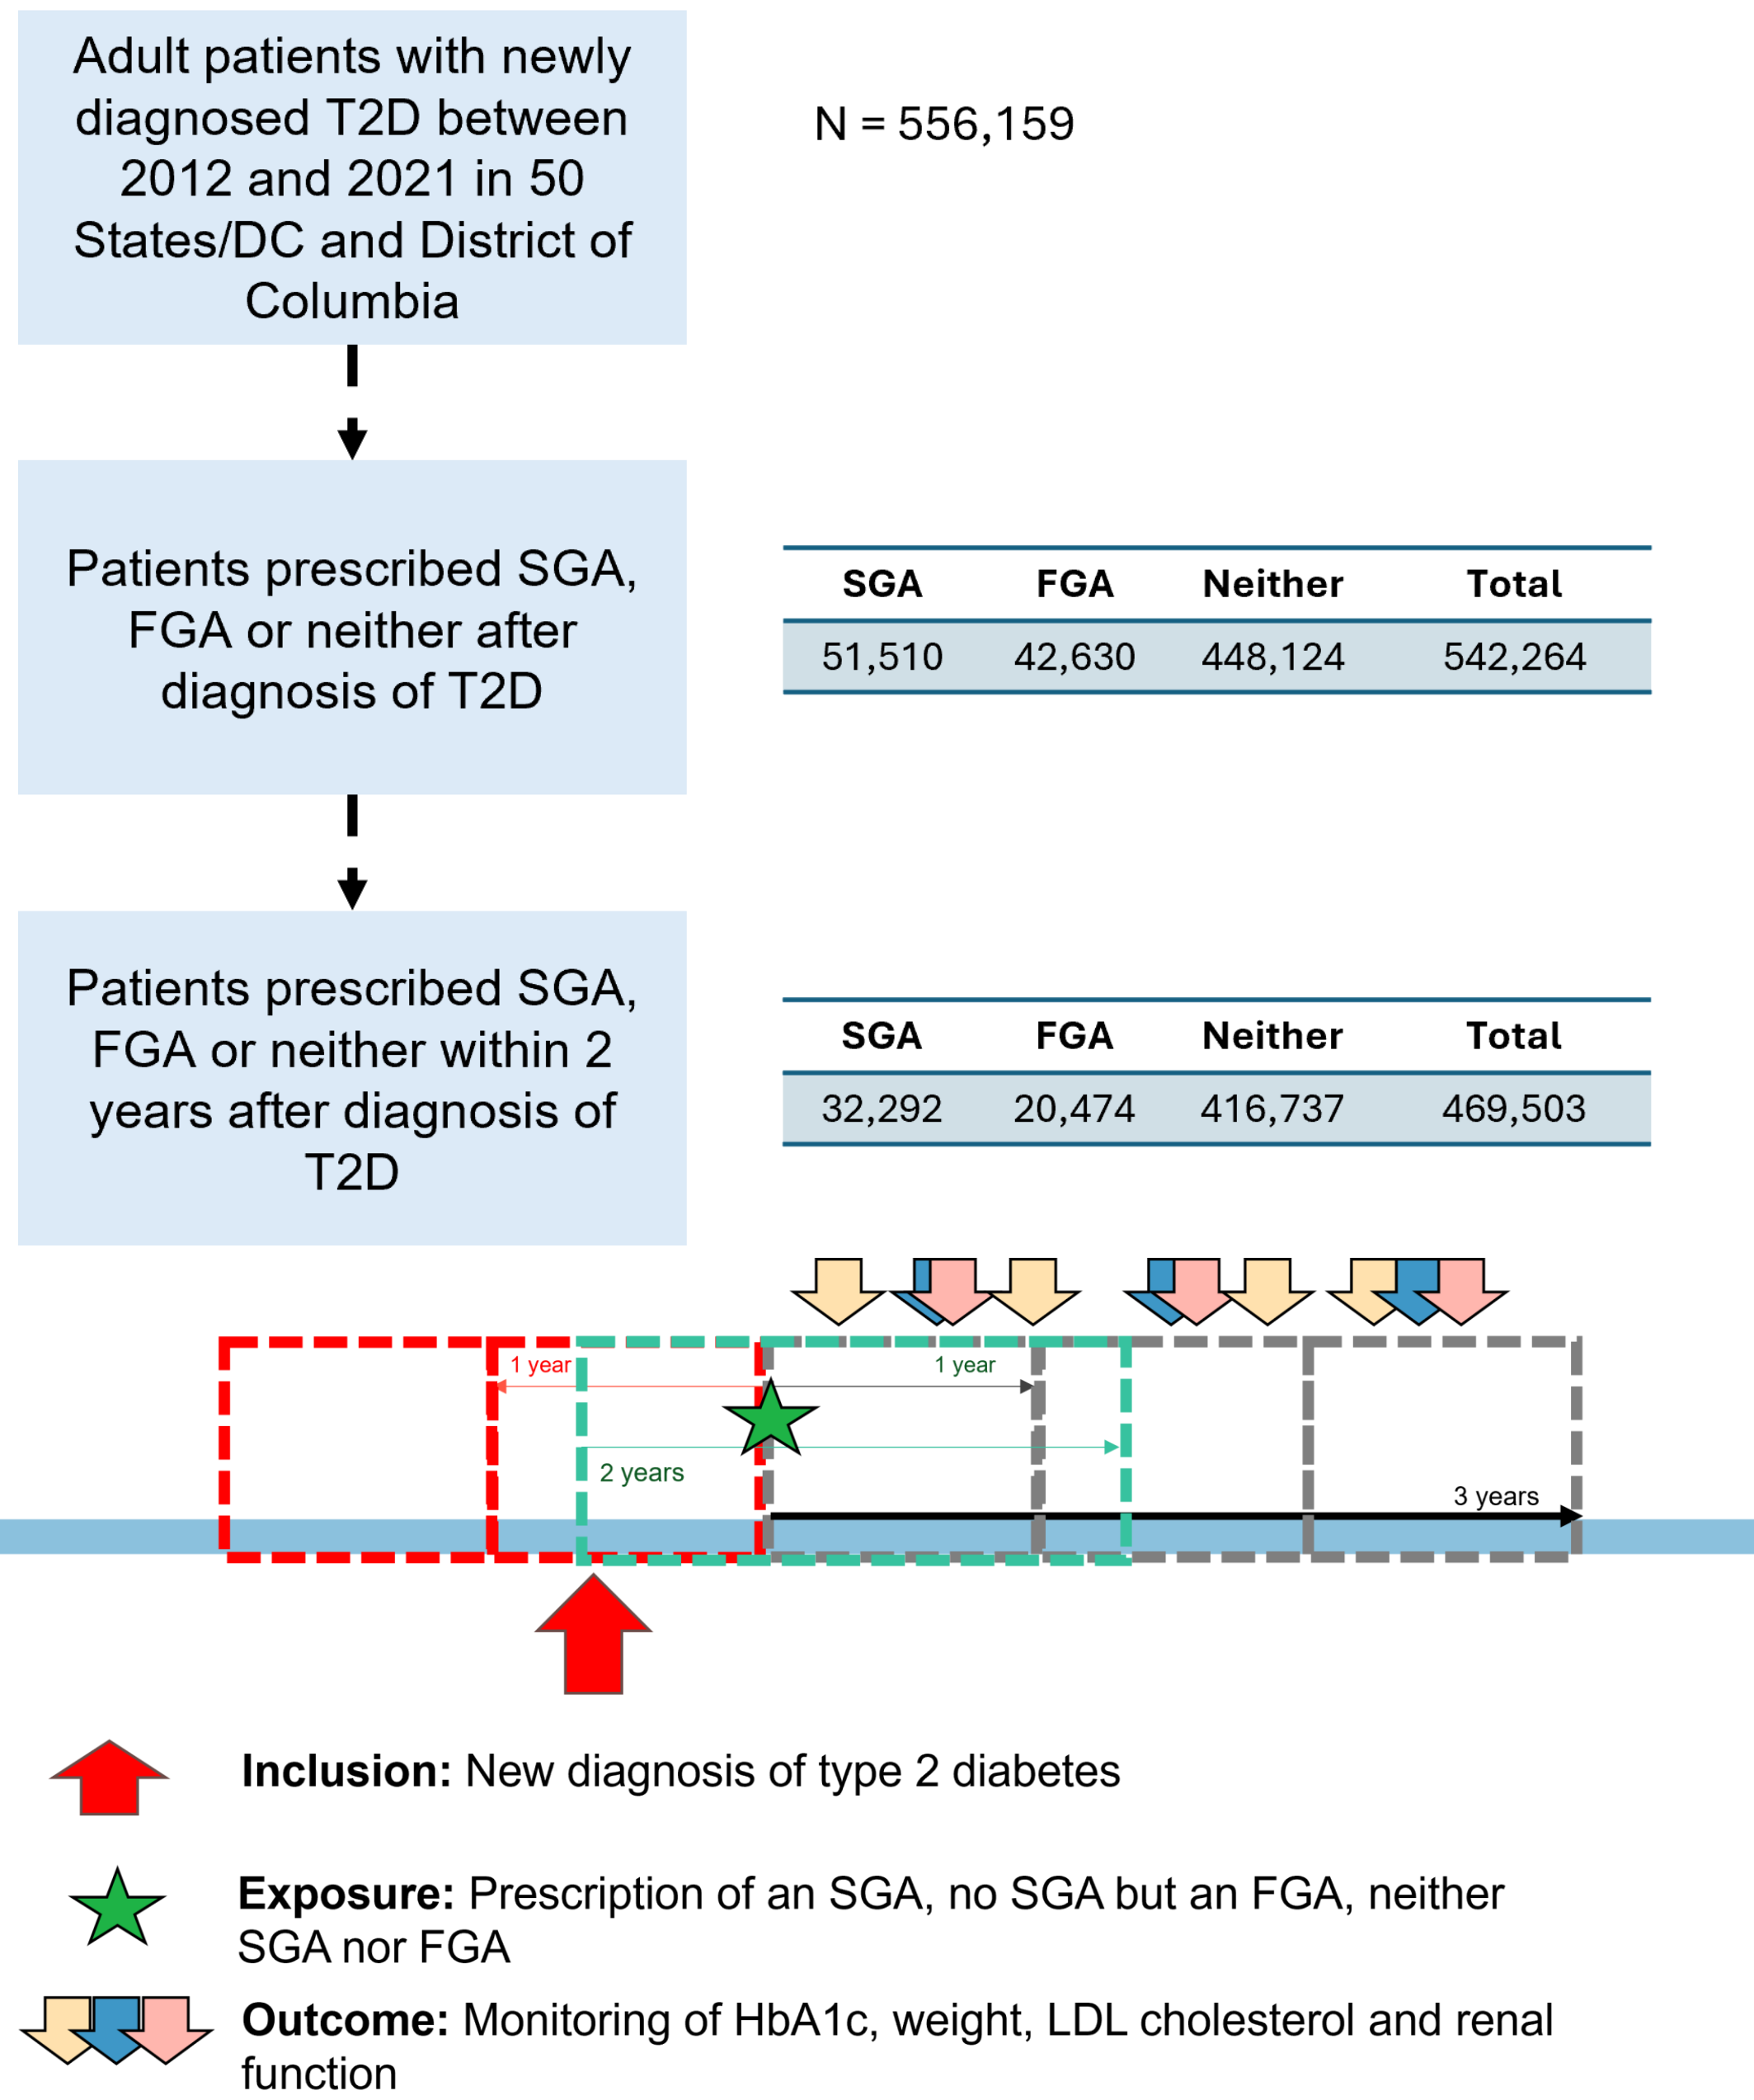 Adult patients with newly
diagnosed T2D between
2012 and 2021 in 50
States/DC and District of
Columbia
N = 556,159
Patients prescribed SGA,
FGA or neither after
diagnosis of T2D
SGA FGA Neither Total
51,510 42,630 448,124 542,264
Patients prescribed SGA,
FGA or neither within 2
years after diagnosis of
T2D
SGA FGA Neither Total
32,292 20,474 416,737 469,503
1 year 1 year
2 years
3 years
Inclusion: New diagnosis of type 2 diabetes
Exposure: Prescription of an SGA, no SGA but an FGA, neither
SGA nor FGA
Outcome: Monitoring of HbA1c, weight, LDL cholesterol and renal
function